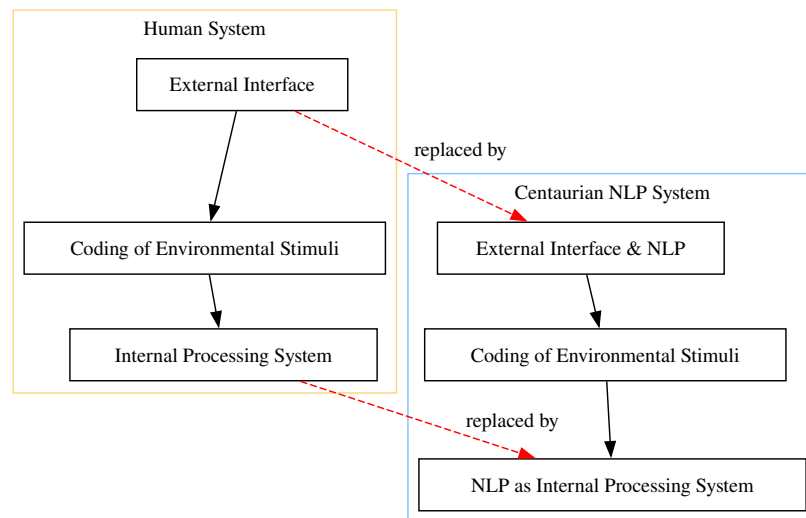 Human System
External Interface
replaced by
Centaurian NLP System
Coding of Environmental Stimuli
External Interface & NLP
Internal Processing System
Coding of Environmental Stimuli
replaced by
NLP as Internal Processing System